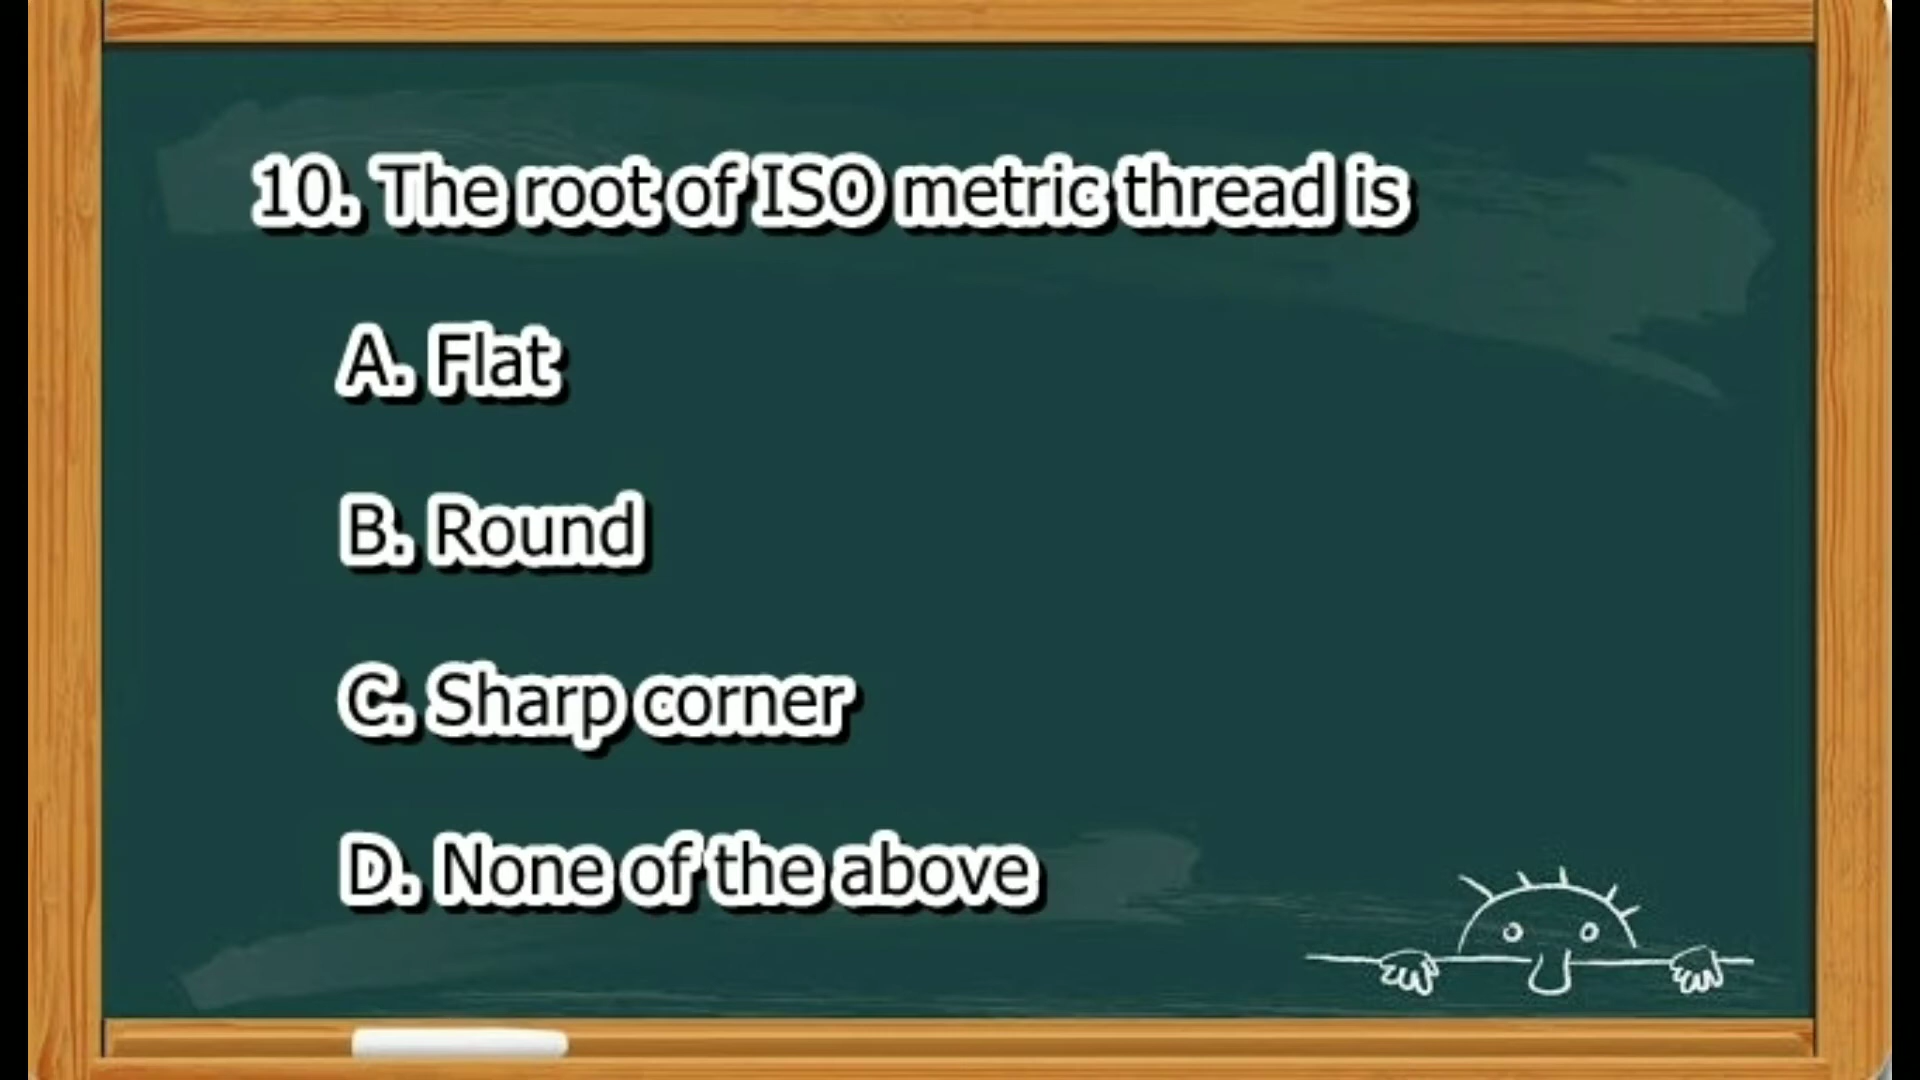 10. The root of ISO metric thread is
A. Flat
B. Round
C. Sharp corner
D. None of the above